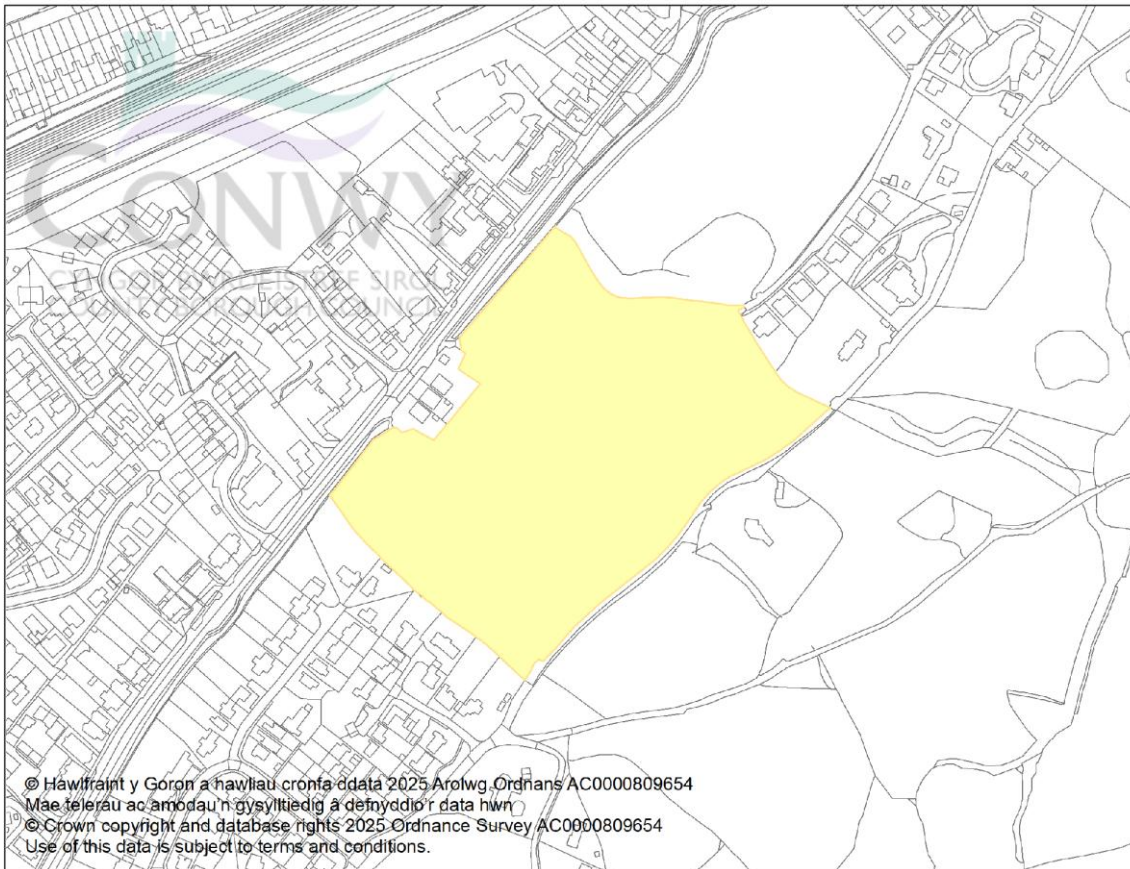 CONWY
CYNGOR BWRDEISTREF SIROL
COUNTY BOROUGH COUNCIL
© Hawlfraint y Goron a hawliau cronfa ddata 2025 Arolwg Ordnans AC0000809654
Mae telerau ac amodau'n gysylltiedig â defnyddio'r data hwn
© Crown copyright and database rights 2025 Ordnance Survey AC0000809654
Use of this data is subject to terms and conditions.